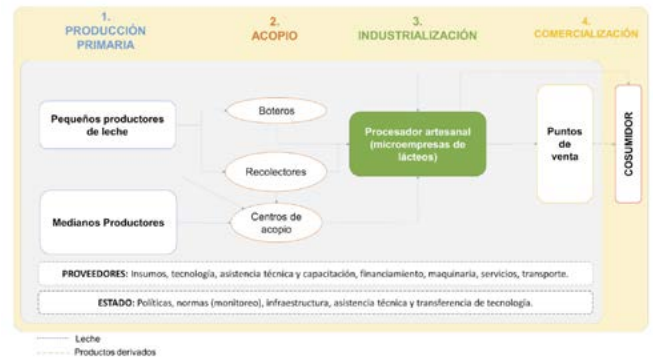 1.
PRODUCCIÓN
PRIMARIA
2.
ACOPIO
3.
INDUSTRIALIZACIÓN
4.
COMERCIALIZACIÓN
Pequeños productores
de leche
Medianos Productores
Boteros
Recolectores
Centros de
acopio
Procesador artesanal
(microempresas de
lácteos)
Puntos
de
venta
COSUMIDOR
PROVEEDORES: Insumos, tecnología, asistencia técnica y capacitación, financiamiento, maquinaria, servicios, transporte.
ESTADO: Políticas, normas (monitoreo), infraestructura, asistencia técnica y transferencia de tecnología.
Leche
Productos derivados